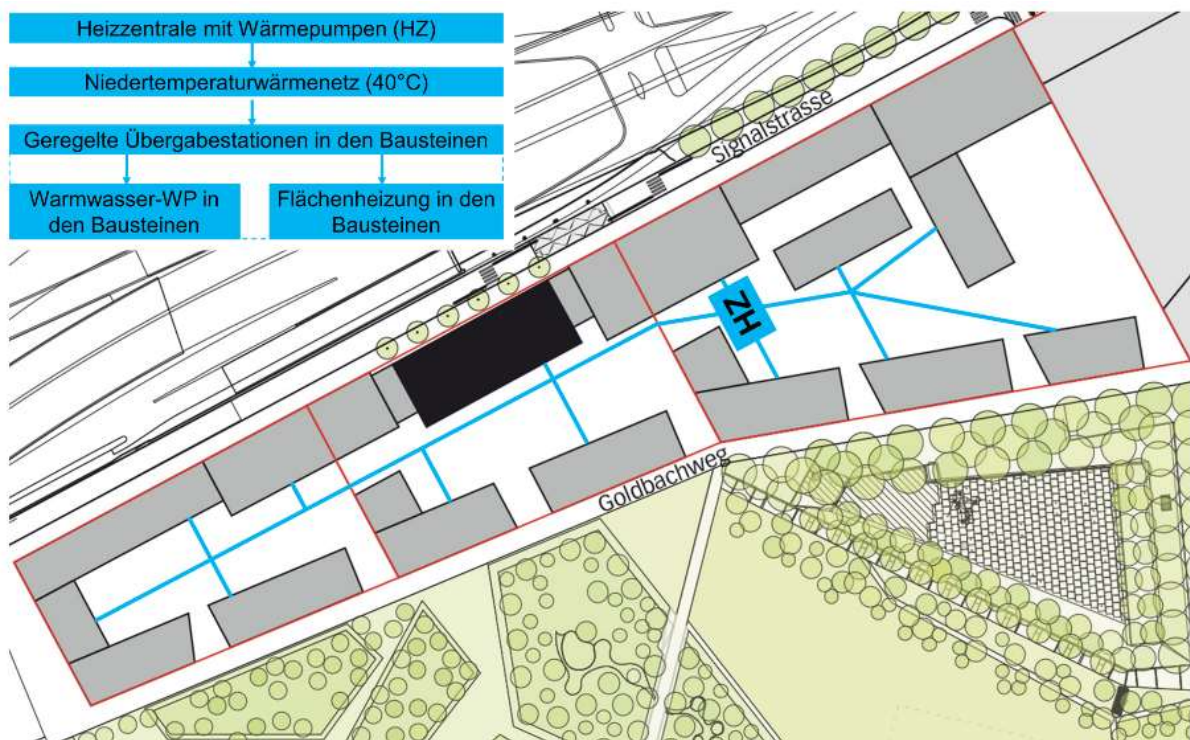 Heizzentrale mit Wärmepumpen (HZ)
Niedertemperaturwärmenetz (40°C)
Geregelte Übergabestationen in den Bausteinen
Warmwasser-WP in
den Bausteinen
Flächenheizung in den
Bausteinen
Signalstrasse
HZ
Goldbachweg